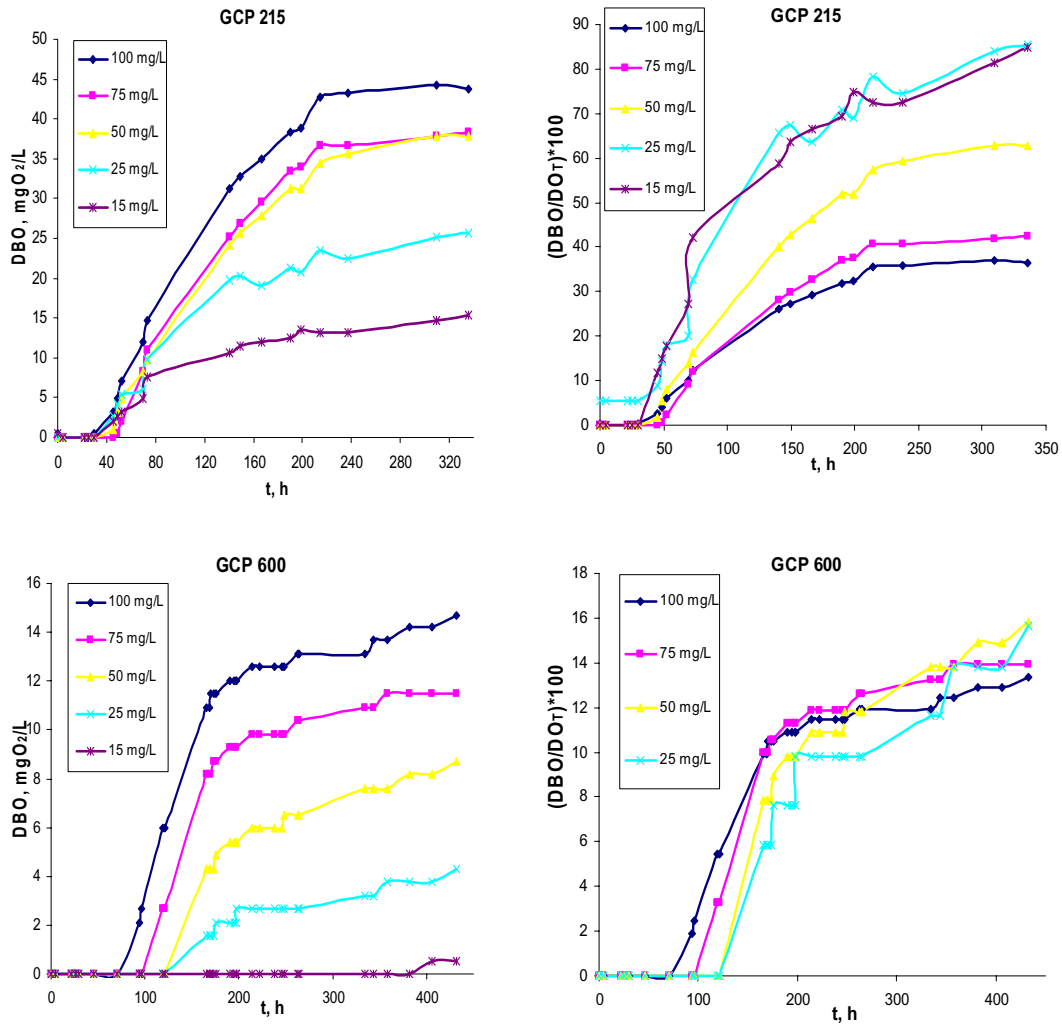 GCP 215
50
45
40
35
30
25
20
15
10
5
0
DBO, mgO₂/L
100 mg/L
75 mg/L
50 mg/L
25 mg/L
15 mg/L
0 40 80 120 160 200 240 280 320
t, h
GCP 215
90
80
70
60
50
40
30
20
10
0
(DBO/DO_T)*100
100 mg/L
75 mg/L
50 mg/L
25 mg/L
15 mg/L
0 50 100 150 200 250 300 350
t, h
GCP 600
16
14
12
10
8
6
4
2
0
DBO, mgO₂/L
100 mg/L
75 mg/L
50 mg/L
25 mg/L
15 mg/L
0 100 200 300 400
t, h
GCP 600
18
16
14
12
10
8
6
4
2
0
(DBO/DO_T)*100
100 mg/L
75 mg/L
50 mg/L
25 mg/L
0 100 200 300 400
t, h